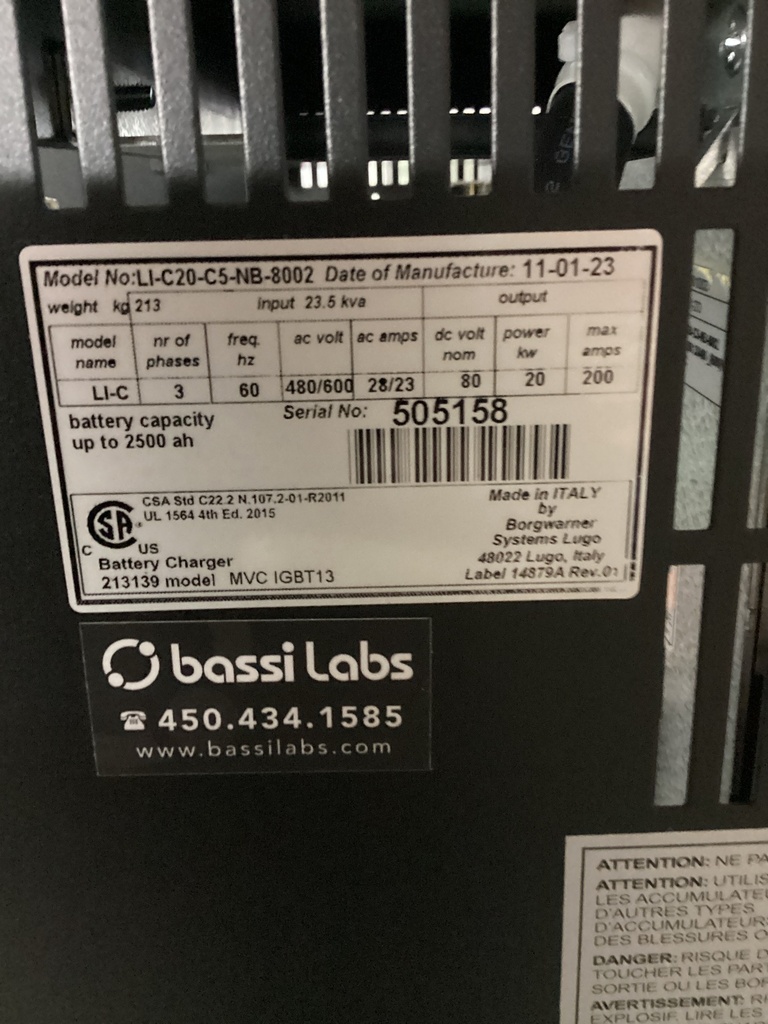 GEN
Model No:LI-C20-C5-NB-8002 Date of Manufacture: 11-01-23
weight kg 213 input 23.5 kva output
model name nr of phases freq. hz ac volt ac amps dc volt nom power kw max amps
LI-C 3 60 480/600 28/23 80 20 200
battery capacity
up to 2500 ah
Serial No: 505158
CSA Std C22.2 N.107.2-01-R2011
UL 1564 4th Ed. 2015
SA
C US
Battery Charger
213139 model MVC IGBT13
Made in ITALY
by
Borgwarner
Systems Lugo
48022 Lugo, Italy
Label 14879A Rev.01
bassi Labs
450.434.1585
www.bassilabs.com
ATTENTION: NE PA
ATTENTION: UTILIS
LES ACCUMULATEU
D'AUTRES TYPES
D'ACCUMULATEUR
DES BLESSURES O
DANGER: RISQUE D
TOUCHER LES PART
SORTIE OU LES BOR
AVERTISSEMENT: RI
EXPLOSIF. LIRE LES